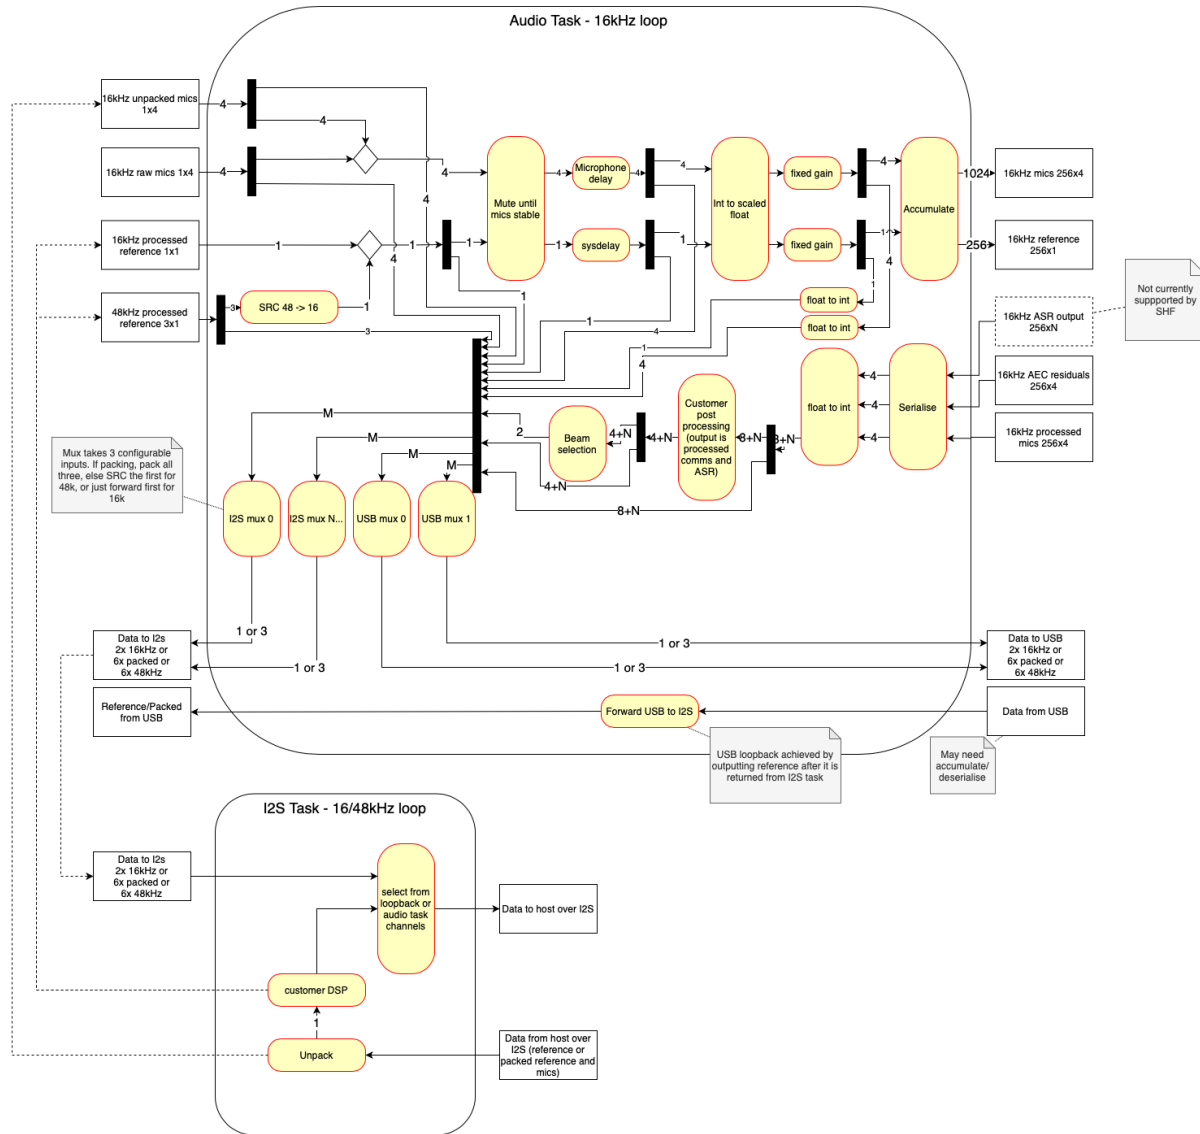 Audio Task - 16kHz loop
16kHz unpacked mics
1x4
4
4
16kHz raw mics 1x4
4
4
4
4
16kHz processed
reference 1x1
1
1
48kHz processed
reference 3x1
3
SRC 48 -> 16
1
3
1
1
Mute until
mics stable
4
Microphone
delay
4
1
sysdelay
4
1
1
4
Int to scaled
float
fixed gain
fixed gain
4
1
4
1
Accumulate
1024
256
16kHz mics 256x4
16kHz reference
256x1
float to int
float to int
1
4
Not currently
suppported by
SHF
16kHz ASR output
256xN
16kHz AEC residuals
256x4
16kHz processed
mics 256x4
Serialise
4
4
4
float to int
8+N
8+N
Customer
post
processing
(output is
processed
comms and
ASR)
4+N
4+N
Beam
selection
2
4+N
8+N
M
M
M
M
Mux takes 3 configurable
inputs. If packing, pack all
three, else SRC the first for
48k, or just forward first for
16k
I2S mux 0
I2S mux N...
USB mux 0
USB mux 1
1 or 3
1 or 3
1 or 3
1 or 3
Data to I2s
2x 16kHz or
6x packed or
6x 48kHz
Data to USB
2x 16kHz or
6x packed or
6x 48kHz
Reference/Packed
from USB
Forward USB to I2S
Data from USB
USB loopback achieved by
outputting reference after it is
returned from I2S task
May need
accumulate/
deserialise
I2S Task - 16/48kHz loop
Data to I2s
2x 16kHz or
6x packed or
6x 48kHz
select from
loopback or
audio task
channels
Data to host over I2S
customer DSP
1
Unpack
Data from host over
I2S (reference or
packed reference and
mics)